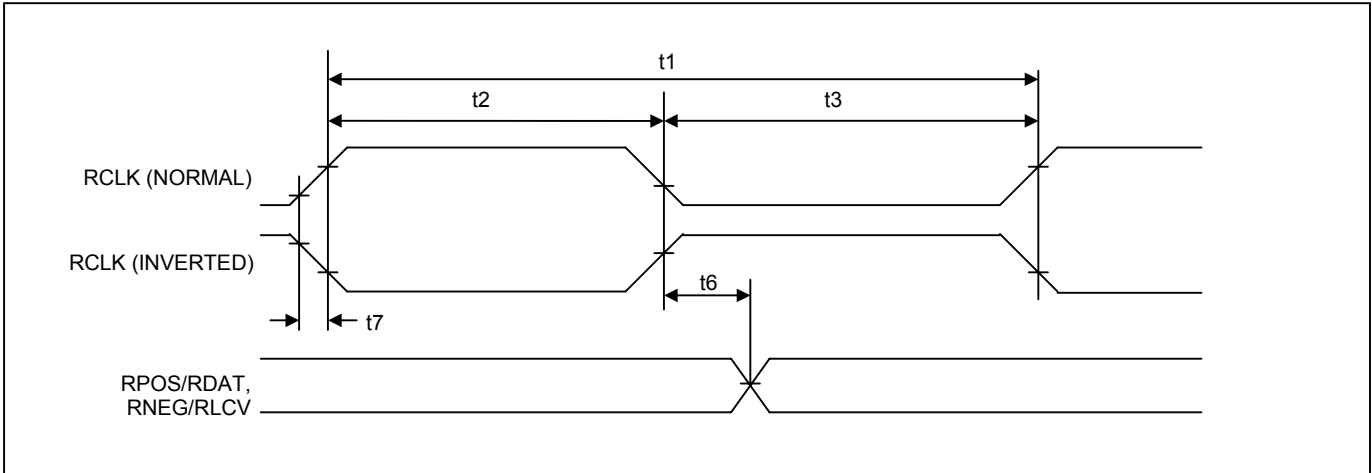 t1
t2
t3
RCLK (NORMAL)
RCLK (INVERTED)
t6
t7
RPOS/RDAT,
RNEG/RLCV